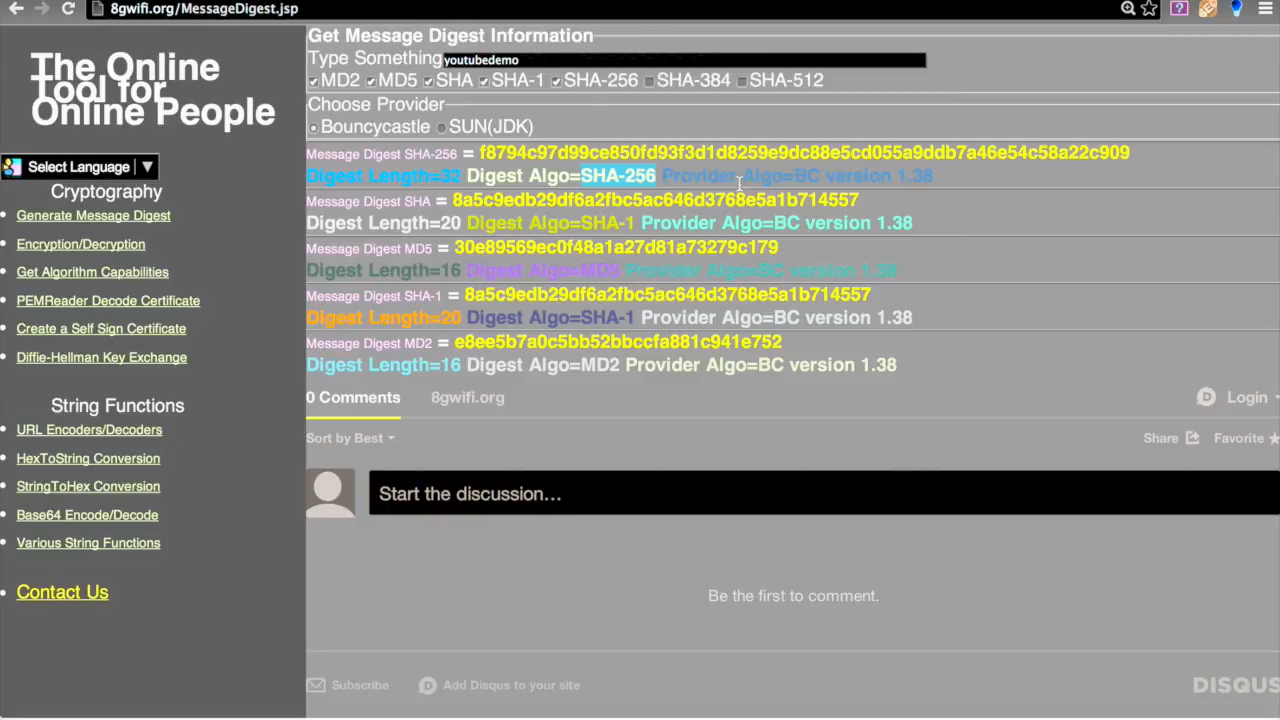 8gwifi.org/MessageDigest.jsp
The Online
Tool for
Online People
Select Language ▼
Cryptography
Generate Message Digest
Encryption/Decryption
Get Algorithm Capabilities
PEMReader Decode Certificate
Create a Self Sign Certificate
Diffie-Hellman Key Exchange
String Functions
URL Encoders/Decoders
HexToString Conversion
StringToHex Conversion
Base64 Encode/Decode
Various String Functions
Contact Us
Get Message Digest Information
Type Something youtubedemo
MD2 MD5 SHA SHA-1 SHA-256 SHA-384 SHA-512
Choose Provider
Bouncycastle SUN(JDK)
Message Digest SHA-256 = f8794c97d99ce850fd93f3d1d8259e9dc88e5cd055a9ddb7a46e54c58a22c909
Digest Length=32 Digest Algo=SHA-256 Provider Algo=BC version 1.38
Message Digest SHA = 8a5c9edb29df6a2fbc5ac646d3768e5a1b714557
Digest Length=20 Digest Algo=SHA-1 Provider Algo=BC version 1.38
Message Digest MD5 = 30e89569ec0f48a1a27d81a73279c179
Digest Length=16 Digest Algo=MD5 Provider Algo=BC version 1.38
Message Digest SHA-1 = 8a5c9edb29df6a2fbc5ac646d3768e5a1b714557
Digest Length=20 Digest Algo=SHA-1 Provider Algo=BC version 1.38
Message Digest MD2 = e8ee5b7a0c5bb52bbccfa881c941e752
Digest Length=16 Digest Algo=MD2 Provider Algo=BC version 1.38
0 Comments 8gwifi.org Login
Sort by Best Share Favorite
Start the discussion…
Be the first to comment.
Subscribe Add Disqus to your site DISQUS